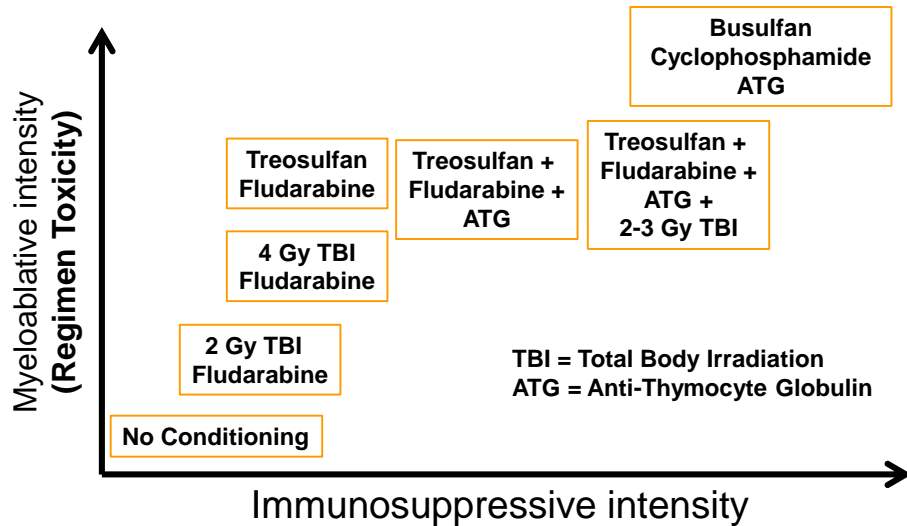 Myeloablative intensity
(Regimen Toxicity)
Busulfan
Cyclophosphamide
ATG
Treosulfan
Fludarabine
Treosulfan +
Fludarabine +
ATG
Treosulfan +
Fludarabine +
ATG +
2-3 Gy TBI
4 Gy TBI
Fludarabine
2 Gy TBI
Fludarabine
No Conditioning
TBI = Total Body Irradiation
ATG = Anti-Thymocyte Globulin
Immunosuppressive intensity